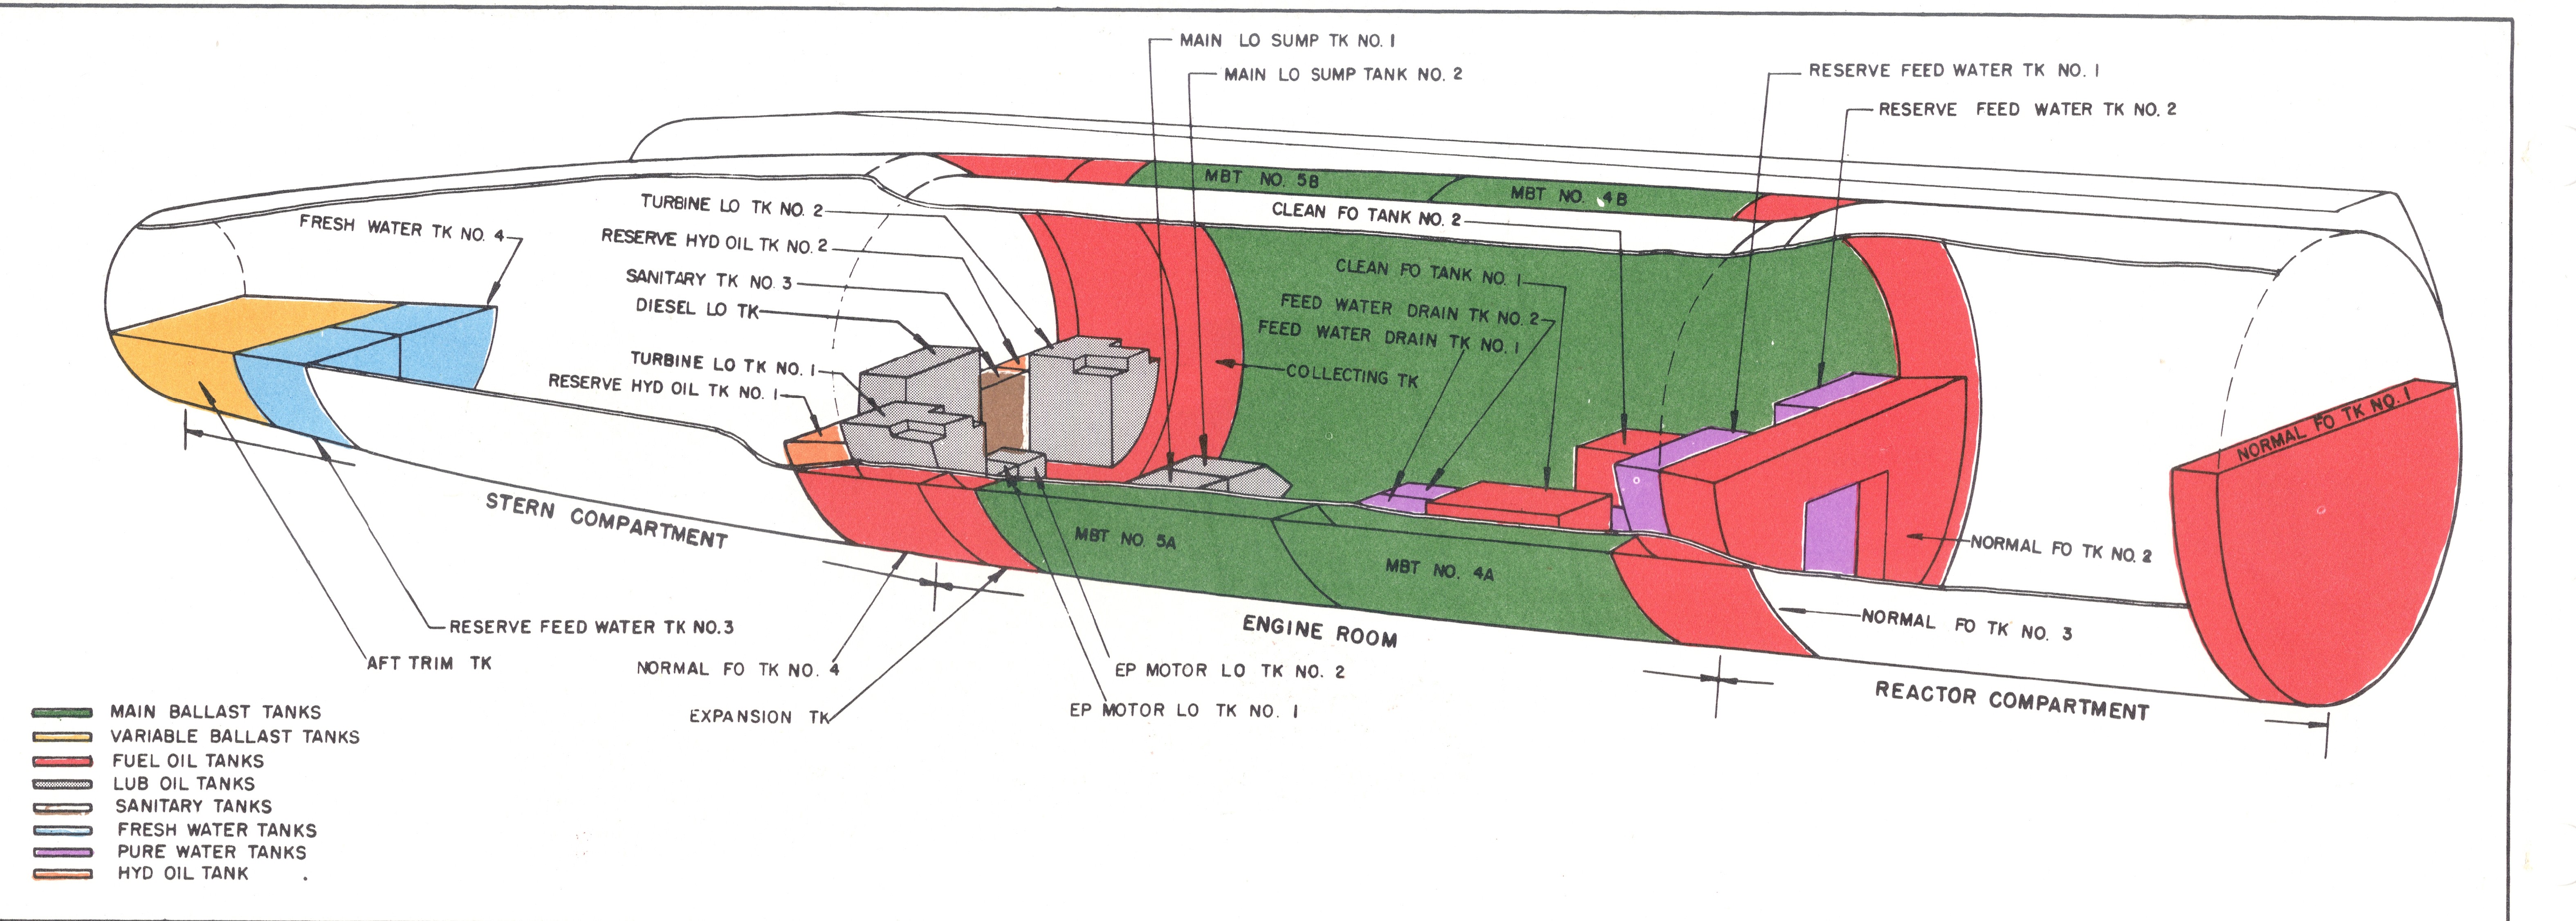 MAIN LO SUMP TK NO. 1
MAIN LO SUMP TANK NO. 2
RESERVE FEED WATER TK NO. 1
RESERVE FEED WATER TK NO. 2
MBT NO. 5B
MBT NO. 4B
FRESH WATER TK NO. 4
TURBINE LO TK NO. 2
CLEAN FO TANK NO. 2
RESERVE HYD OIL TK NO. 2
SANITARY TK NO. 3
DIESEL LO TK
CLEAN FO TANK NO. 1
FEED WATER DRAIN TK NO. 2
FEED WATER DRAIN TK NO. 1
TURBINE LO TK NO. 1
RESERVE HYD OIL TK NO. 1
COLLECTING TK
NORMAL FO TK NO. 1
STERN COMPARTMENT
MBT NO. 5A
MBT NO. 4A
NORMAL FO TK NO. 2
RESERVE FEED WATER TK NO.3
ENGINE ROOM
NORMAL FO TK NO. 3
AFT TRIM TK
NORMAL FO TK NO. 4
EP MOTOR LO TK NO. 2
EXPANSION TK
EP MOTOR LO TK NO. 1
REACTOR COMPARTMENT
MAIN BALLAST TANKS
VARIABLE BALLAST TANKS
FUEL OIL TANKS
LUB OIL TANKS
SANITARY TANKS
FRESH WATER TANKS
PURE WATER TANKS
HYD OIL TANK